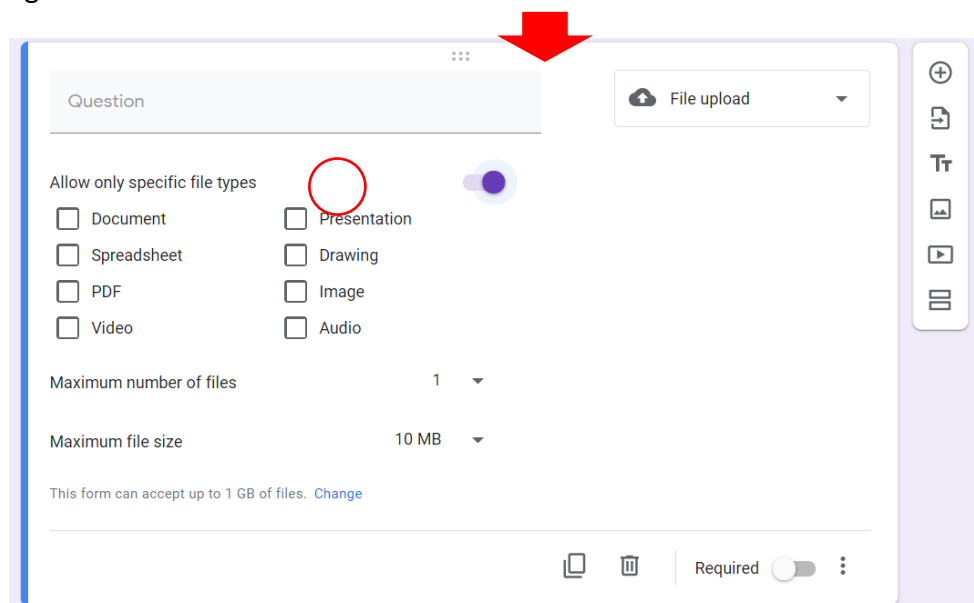 Question
File upload
Allow only specific file types
Document
Presentation
Spreadsheet
Drawing
PDF
Image
Video
Audio
Maximum number of files 1
Maximum file size 10 MB
This form can accept up to 1 GB of files. Change
Tт
Required